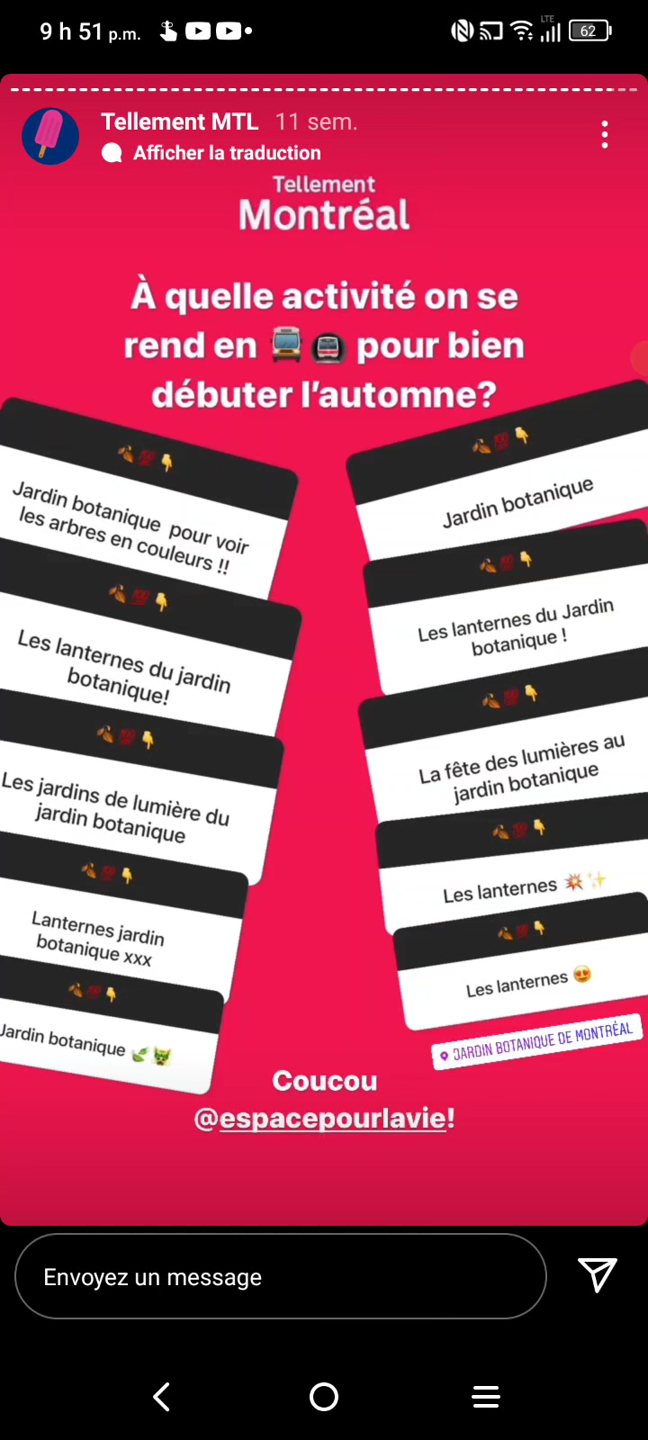 9 h 51 p.m.
LTE
62
Tellement MTL 11 sem.
Afficher la traduction
Tellement
Montréal
À quelle activité on se
rend en 🚍🚇 pour bien
débuter l'automne?
🍂💯👇
Jardin botanique pour voir
les arbres en couleurs !!
🍂💯👇
Les lanternes du jardin
botanique!
🍂💯👇
Les jardins de lumière du
jardin botanique
🍂💯👇
Lanternes jardin
botanique xxx
🍂💯👇
Jardin botanique 🍃🐲
🍂💯👇
Jardin botanique
🍂💯👇
Les lanternes du Jardin
botanique !
🍂💯👇
La fête des lumières au
jardin botanique
🍂💯👇
Les lanternes 💥✨
🍂💯👇
Les lanternes 😍
JARDIN BOTANIQUE DE MONTRÉAL
Coucou
@espacepourlavie!
Envoyez un message